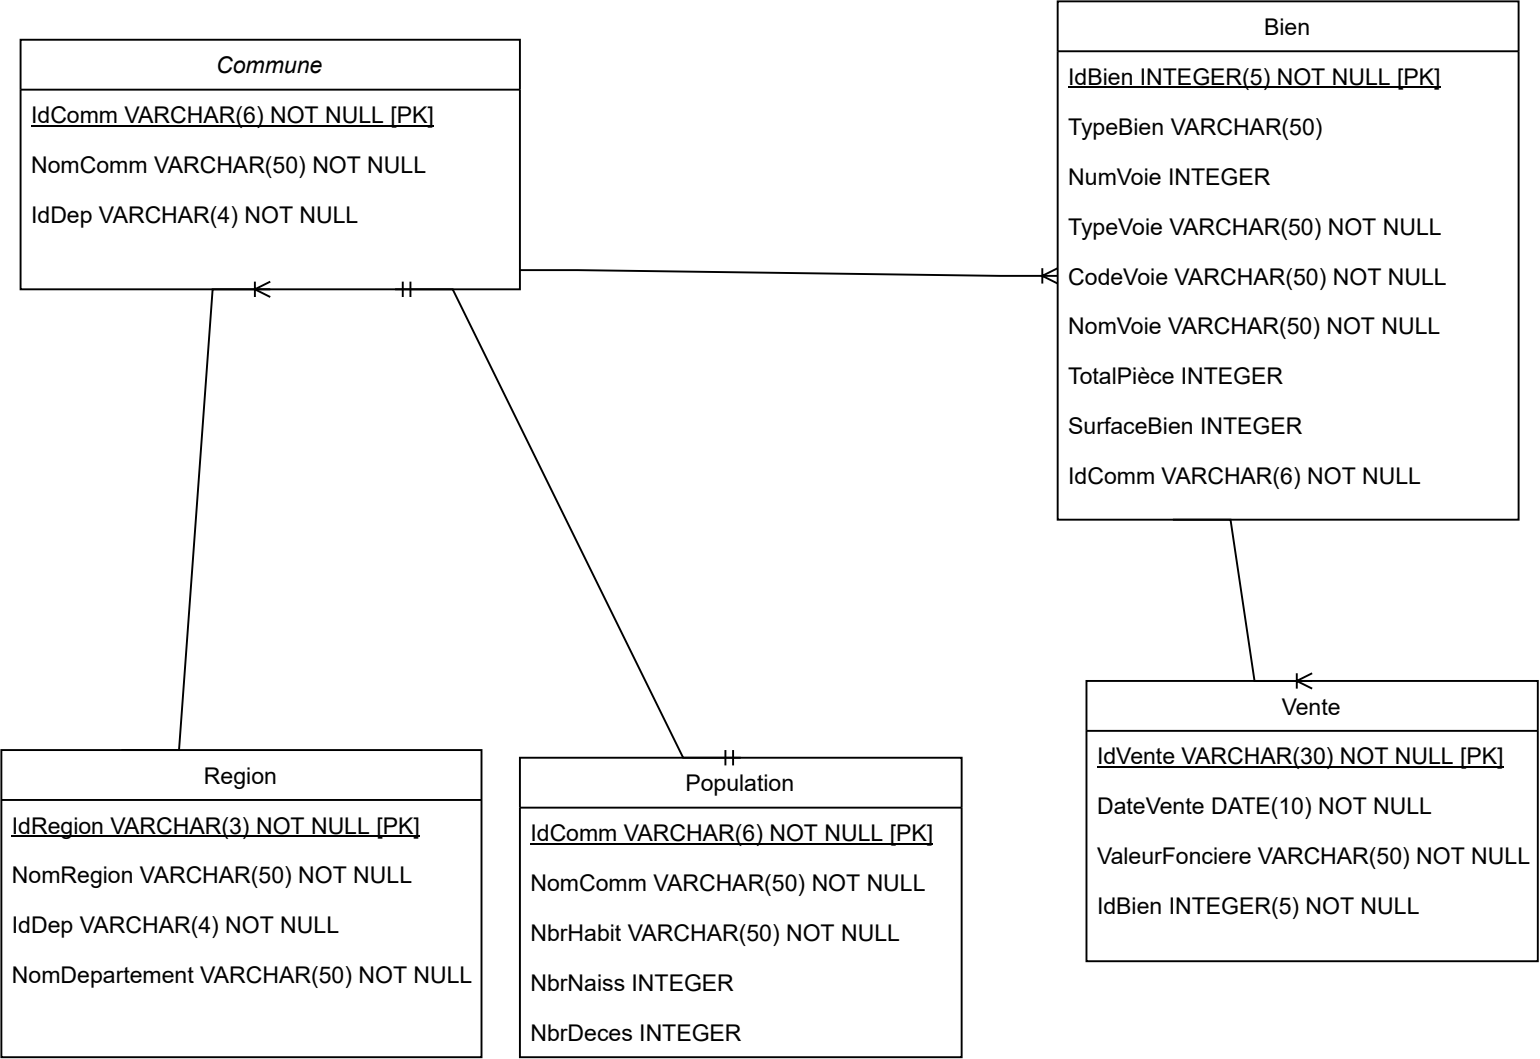 Commune
IdComm VARCHAR(6) NOT NULL [PK]
NomComm VARCHAR(50) NOT NULL
IdDep VARCHAR(4) NOT NULL
Bien
IdBien INTEGER(5) NOT NULL [PK]
TypeBien VARCHAR(50)
NumVoie INTEGER
TypeVoie VARCHAR(50) NOT NULL
CodeVoie VARCHAR(50) NOT NULL
NomVoie VARCHAR(50) NOT NULL
TotalPièce INTEGER
SurfaceBien INTEGER
IdComm VARCHAR(6) NOT NULL
Region
IdRegion VARCHAR(3) NOT NULL [PK]
NomRegion VARCHAR(50) NOT NULL
IdDep VARCHAR(4) NOT NULL
NomDepartement VARCHAR(50) NOT NULL
Population
IdComm VARCHAR(6) NOT NULL [PK]
NomComm VARCHAR(50) NOT NULL
NbrHabit VARCHAR(50) NOT NULL
NbrNaiss INTEGER
NbrDeces INTEGER
Vente
IdVente VARCHAR(30) NOT NULL [PK]
DateVente DATE(10) NOT NULL
ValeurFonciere VARCHAR(50) NOT NULL
IdBien INTEGER(5) NOT NULL